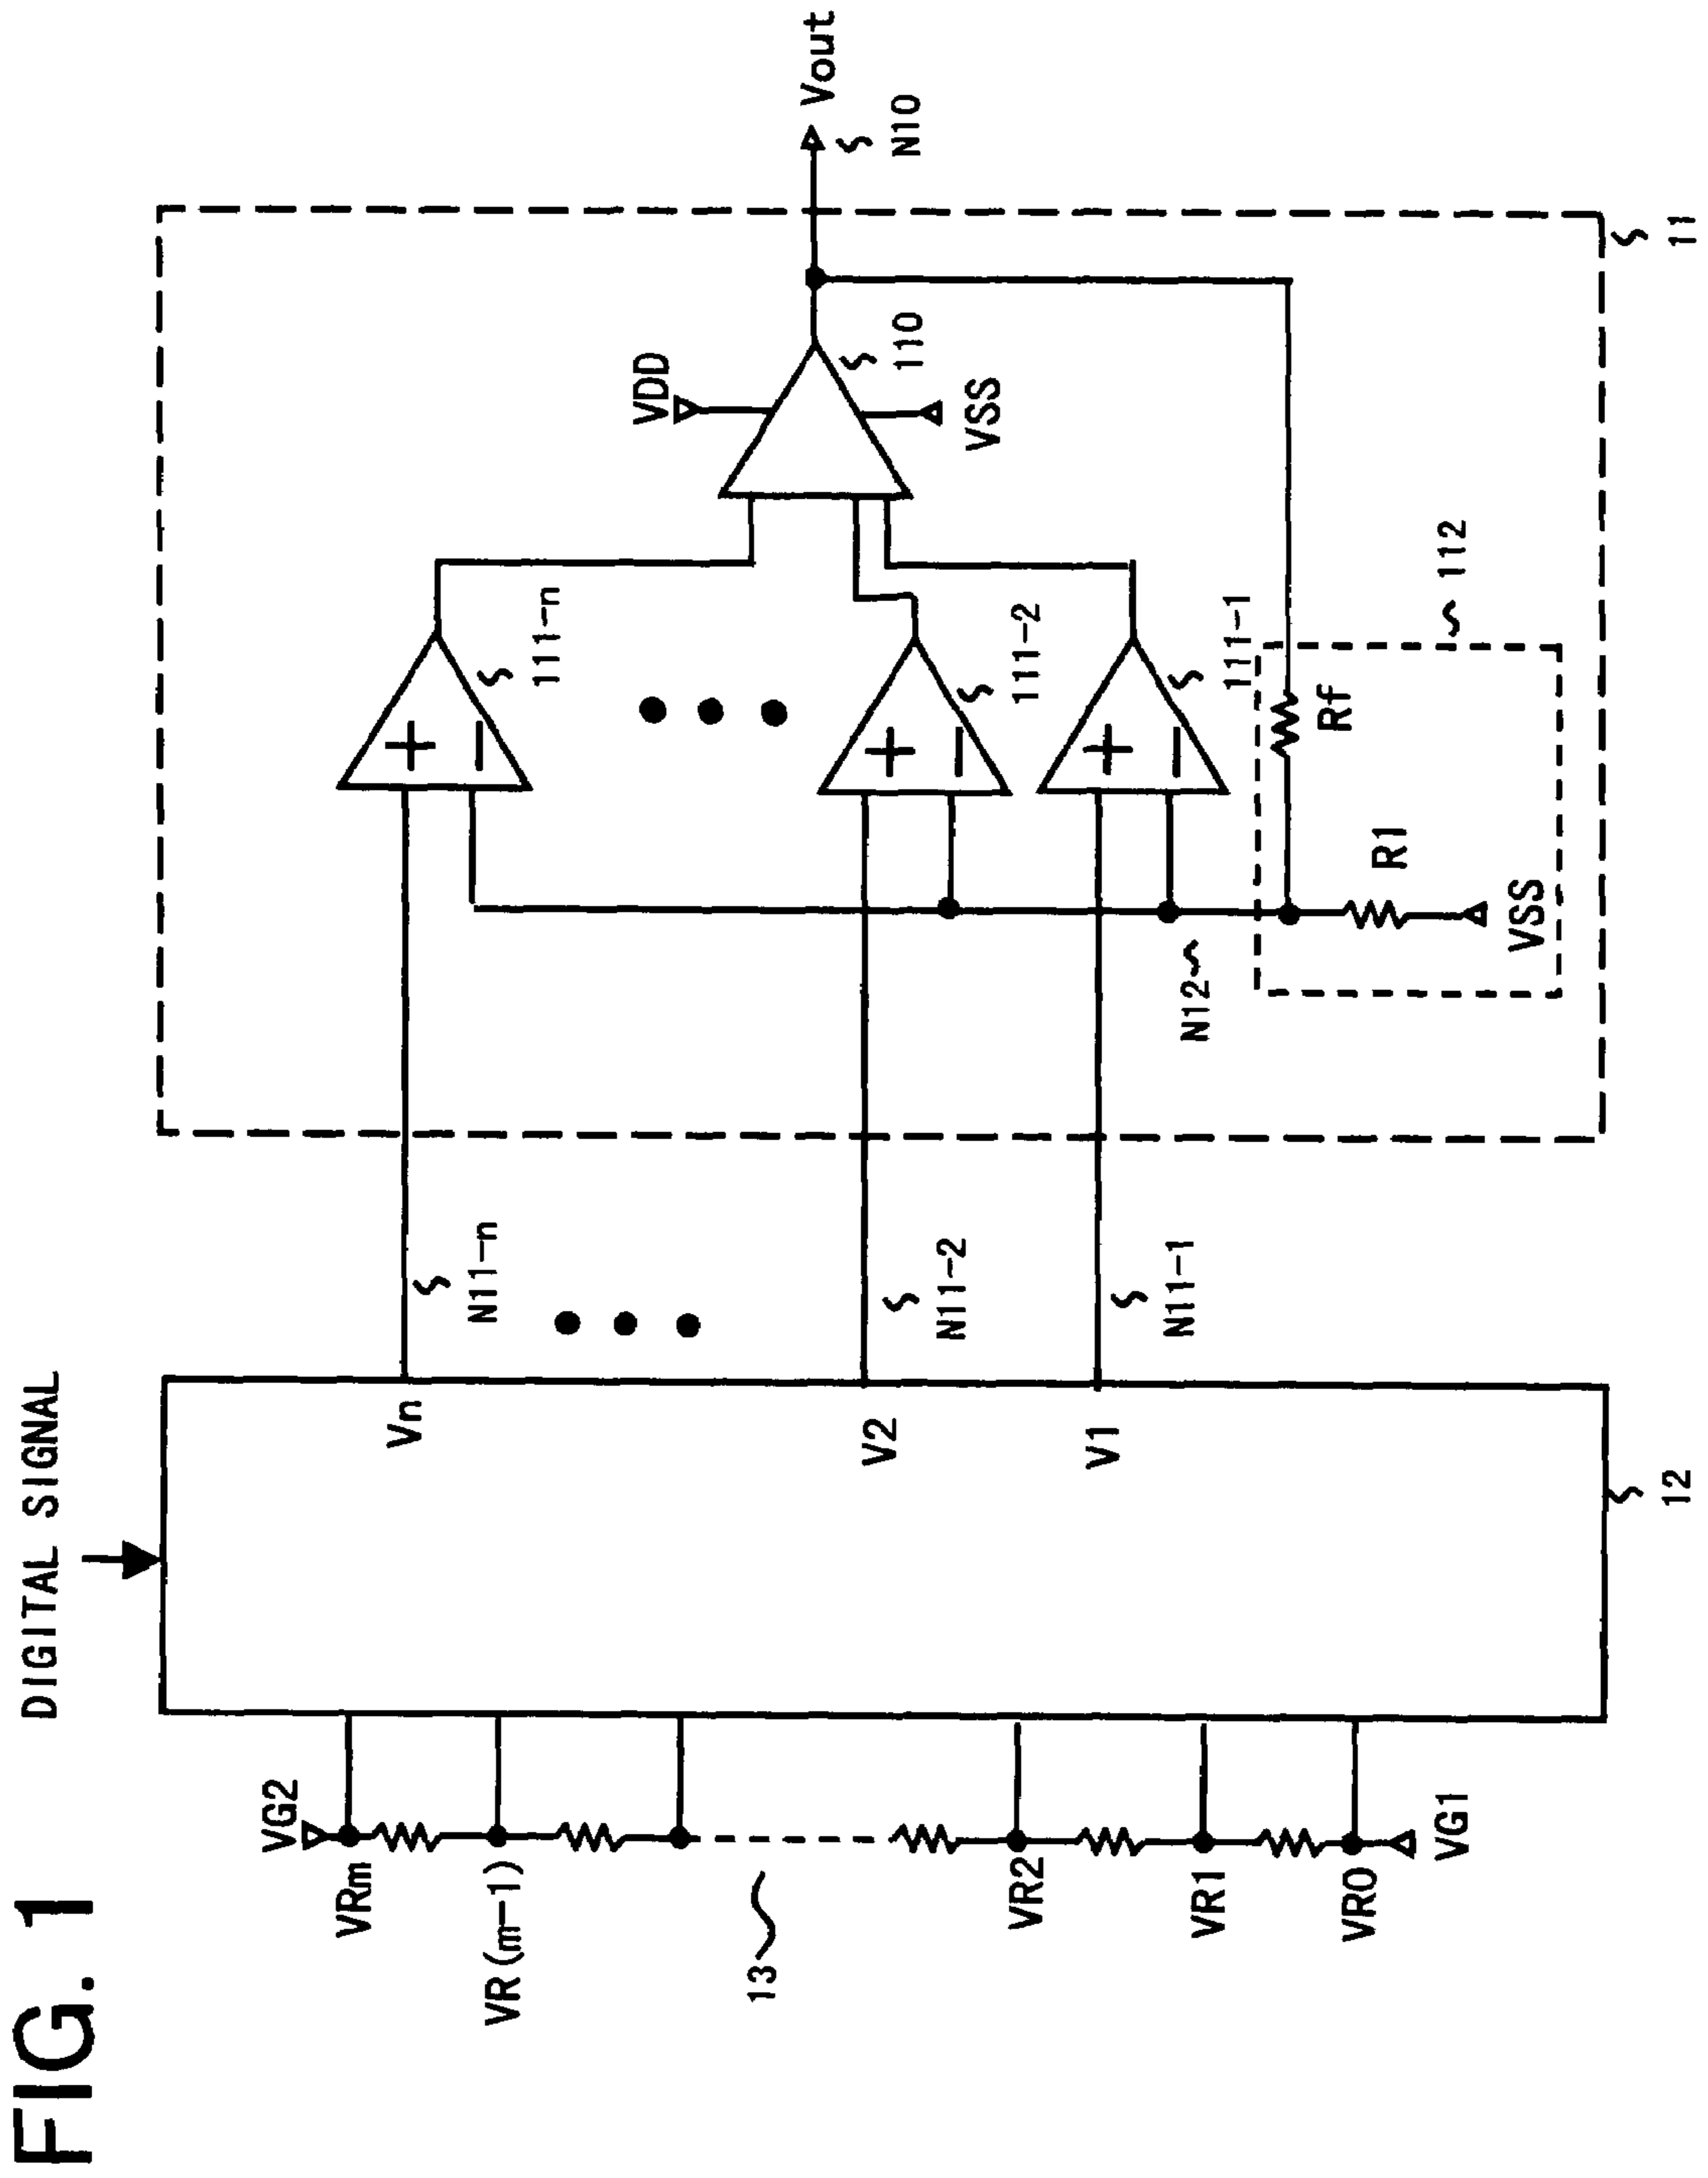 FIG. 1
DIGITAL SIGNAL
VG2
VRm
VR(m-1)
13
VR2
VR1
VR0
VG1
Vn
V2
V1
12
N11-n
N11-2
N11-1
N12
111-n
111-2
111-1
R1
Rf
VSS
112
VDD
110
VSS
11
Vout
N10